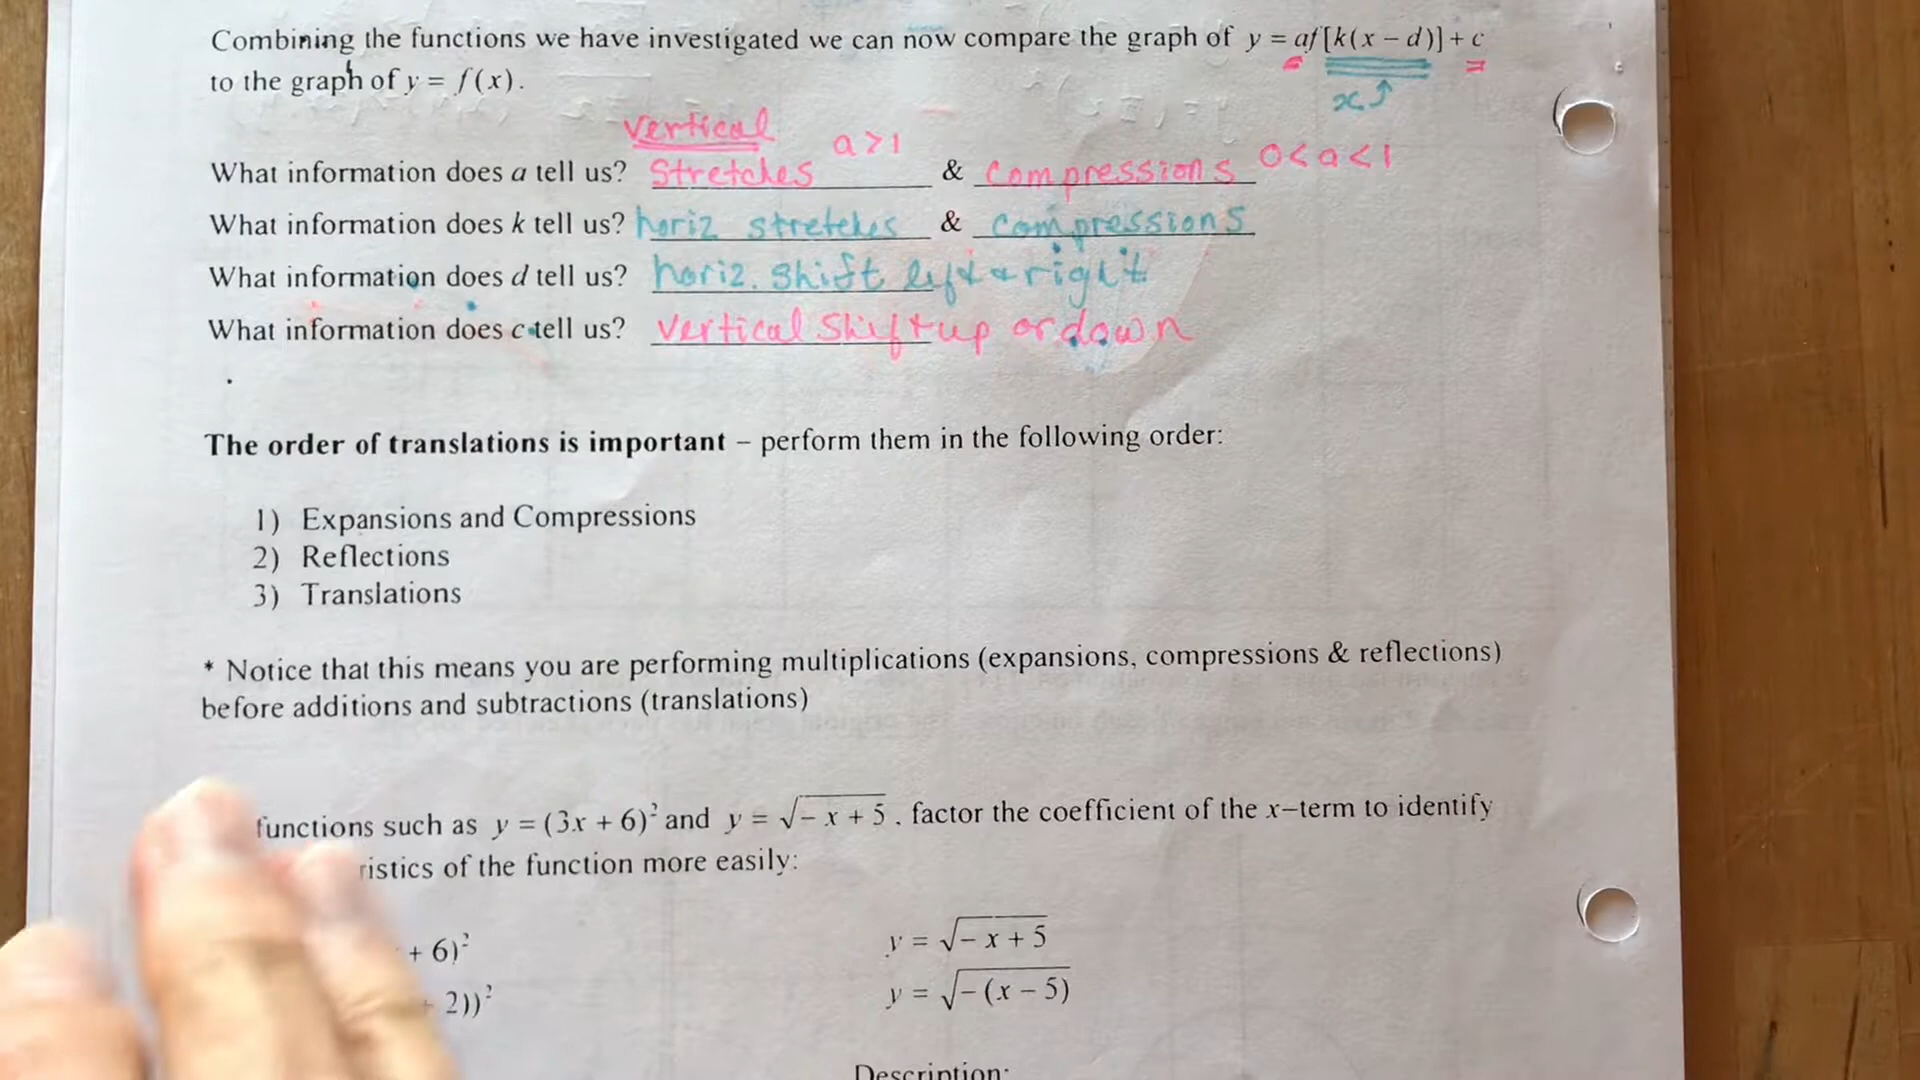 Combining the functions we have investigated we can now compare the graph of y = af[k(x − d)] + c
to the graph of y = f(x).
x
vertical
a>1
What information does a tell us? Stretches & compressions 0<a<1
What information does k tell us? horiz stretches & compressions
What information does d tell us? horiz. shift left & right
What information does c tell us? vertical shift up or down
The order of translations is important – perform them in the following order:
1) Expansions and Compressions
2) Reflections
3) Translations
* Notice that this means you are performing multiplications (expansions, compressions & reflections)
before additions and subtractions (translations)
functions such as y = (3x + 6)² and y = √(− x + 5) , factor the coefficient of the x–term to identify
ristics of the function more easily:
+ 6)² y = √(− x + 5)
2))² y = √(− (x − 5))
Description: